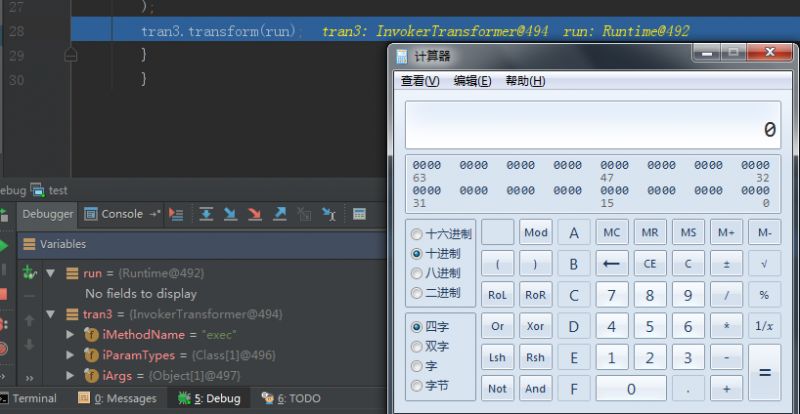 27 );
28 tran3.transform(run); tran3: InvokerTransformer@494 run: Runtime@492
29 }
30 }
计算器
查看(V) 编辑(E) 帮助(H)
0
0000 0000 0000 0000 0000 0000 0000 0000
63 47 32
0000 0000 0000 0000 0000 0000 0000 0000
31 15 0
十六进制
十进制
八进制
二进制
四字
双字
字
字节
Mod A MC MR MS M+ M-
( ) B ← CE C ± √
RoL RoR C 7 8 9 / %
Or Xor D 4 5 6 * 1/x
Lsh Rsh E 1 2 3 - =
Not And F 0 . +
ebug test
Debugger Console →*
Variables
run = {Runtime@492}
No fields to display
tran3 = {InvokerTransformer@494}
f iMethodName = "exec"
f iParamTypes = {Class[1]@496}
f iArgs = {Object[1]@497}
Terminal 0: Messages 5: Debug 6: TODO